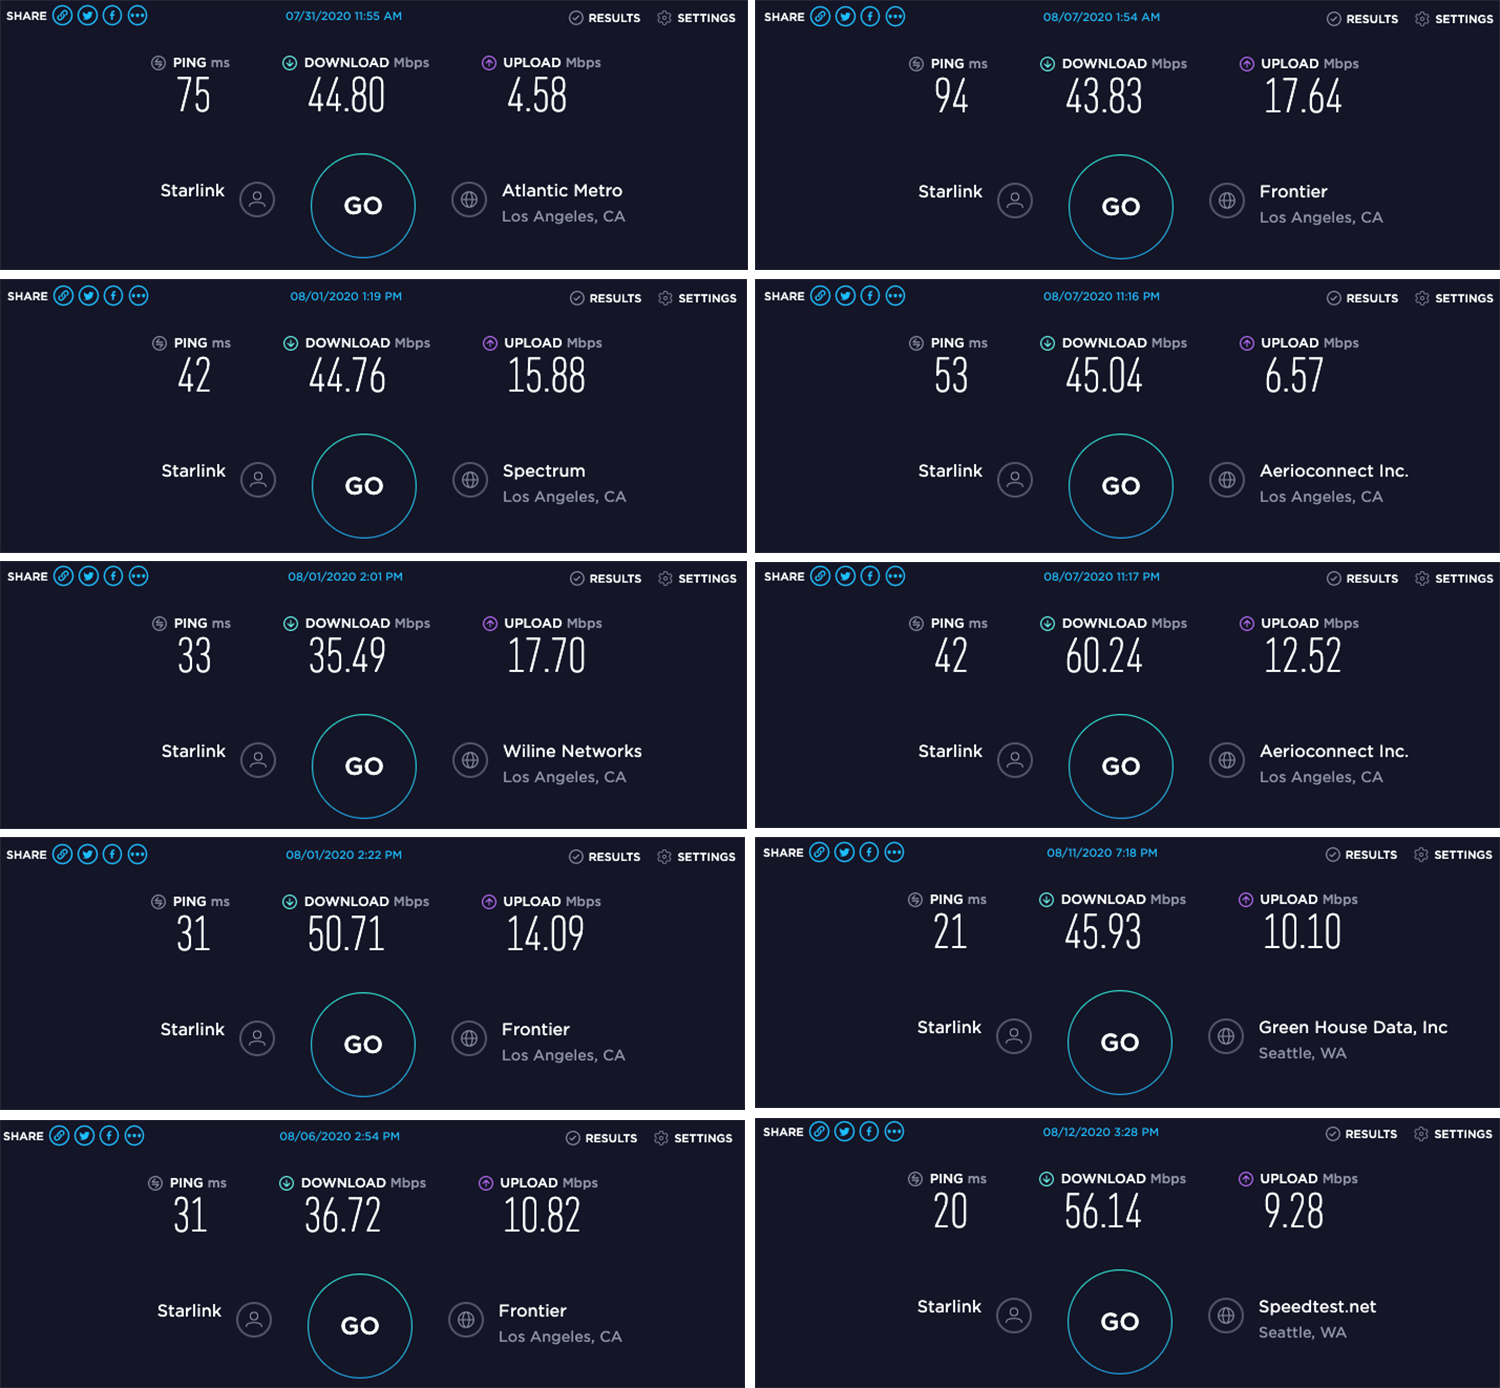 SHARE 07/31/2020 11:55 AM RESULTS SETTINGS
PING ms DOWNLOAD Mbps UPLOAD Mbps
75 44.80 4.58
Starlink GO Atlantic Metro
Los Angeles, CA
SHARE 08/01/2020 1:19 PM RESULTS SETTINGS
PING ms DOWNLOAD Mbps UPLOAD Mbps
42 44.76 15.88
Starlink GO Spectrum
Los Angeles, CA
SHARE 08/01/2020 2:01 PM RESULTS SETTINGS
PING ms DOWNLOAD Mbps UPLOAD Mbps
33 35.49 17.70
Starlink GO Wiline Networks
Los Angeles, CA
SHARE 08/01/2020 2:22 PM RESULTS SETTINGS
PING ms DOWNLOAD Mbps UPLOAD Mbps
31 50.71 14.09
Starlink GO Frontier
Los Angeles, CA
SHARE 08/06/2020 2:54 PM RESULTS SETTINGS
PING ms DOWNLOAD Mbps UPLOAD Mbps
31 36.72 10.82
Starlink GO Frontier
Los Angeles, CA
SHARE 08/07/2020 1:54 AM RESULTS SETTINGS
PING ms DOWNLOAD Mbps UPLOAD Mbps
94 43.83 17.64
Starlink GO Frontier
Los Angeles, CA
SHARE 08/07/2020 11:16 PM RESULTS SETTINGS
PING ms DOWNLOAD Mbps UPLOAD Mbps
53 45.04 6.57
Starlink GO Aerioconnect Inc.
Los Angeles, CA
SHARE 08/07/2020 11:17 PM RESULTS SETTINGS
PING ms DOWNLOAD Mbps UPLOAD Mbps
42 60.24 12.52
Starlink GO Aerioconnect Inc.
Los Angeles, CA
SHARE 08/11/2020 7:18 PM RESULTS SETTINGS
PING ms DOWNLOAD Mbps UPLOAD Mbps
21 45.93 10.10
Starlink GO Green House Data, Inc
Seattle, WA
SHARE 08/12/2020 3:28 PM RESULTS SETTINGS
PING ms DOWNLOAD Mbps UPLOAD Mbps
20 56.14 9.28
Starlink GO Speedtest.net
Seattle, WA